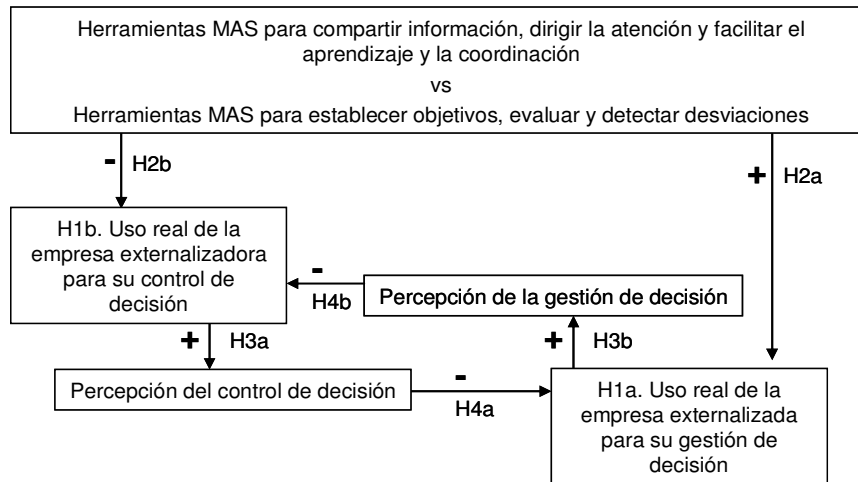 Herramientas MAS para compartir información, dirigir la atención y facilitar el
aprendizaje y la coordinación
vs
Herramientas MAS para establecer objetivos, evaluar y detectar desviaciones
-
H2b
+
H2a
H1b. Uso real de la
empresa externalizadora
para su control de
decisión
-
H4b
Percepción de la gestión de decisión
+
H3a
+
H3b
Percepción del control de decisión
-
H4a
H1a. Uso real de la
empresa externalizada
para su gestión de
decisión